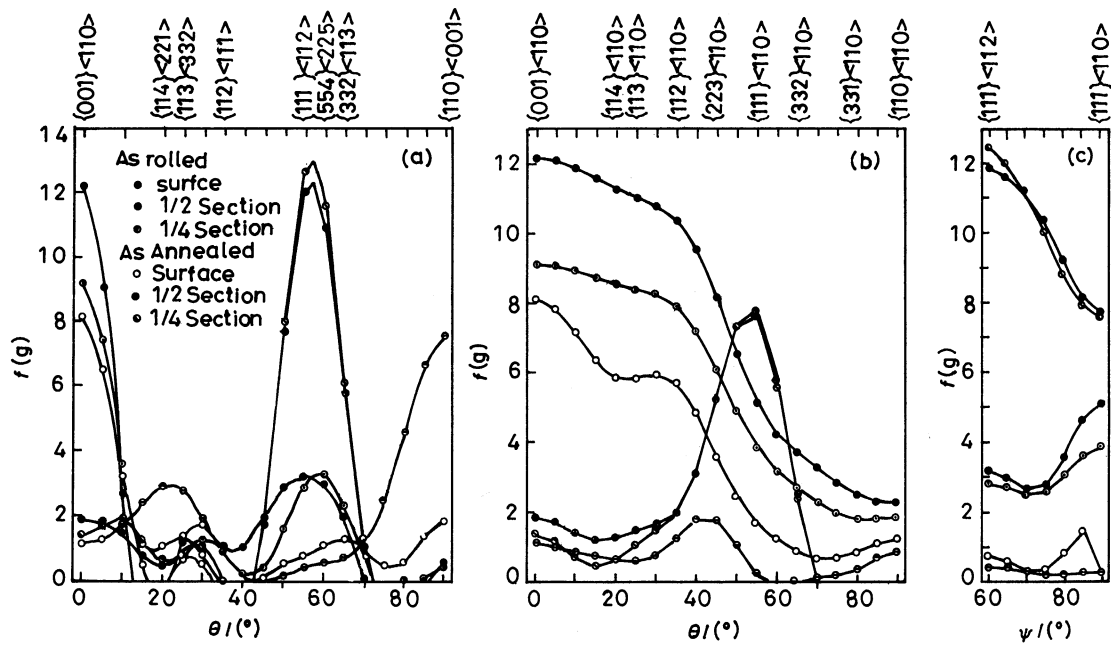 {001}<110>
{114}<221>
{113}<332>
{112}<111>
{111}<112>
{554}<225>
{332}<113>
{110}<001>
{001}<110>
{114}<110>
{113}<110>
{112}<110>
{223}<110>
{111}<110>
{332}<110>
{331}<110>
{110}<110>
{111}<112>
{111}<110>
14
12
10
8
6
4
2
0
f(g)
As rolled
surfce
1/2 Section
1/4 Section
As Annealed
Surface
1/2 Section
1/4 Section
(a)
0 20 40 60 80
θ/(°)
12
10
8
6
4
2
0
f(g)
(b)
0 20 40 60 80
θ/(°)
12
10
8
6
4
2
0
f(g)
(c)
60 80
ψ/(°)